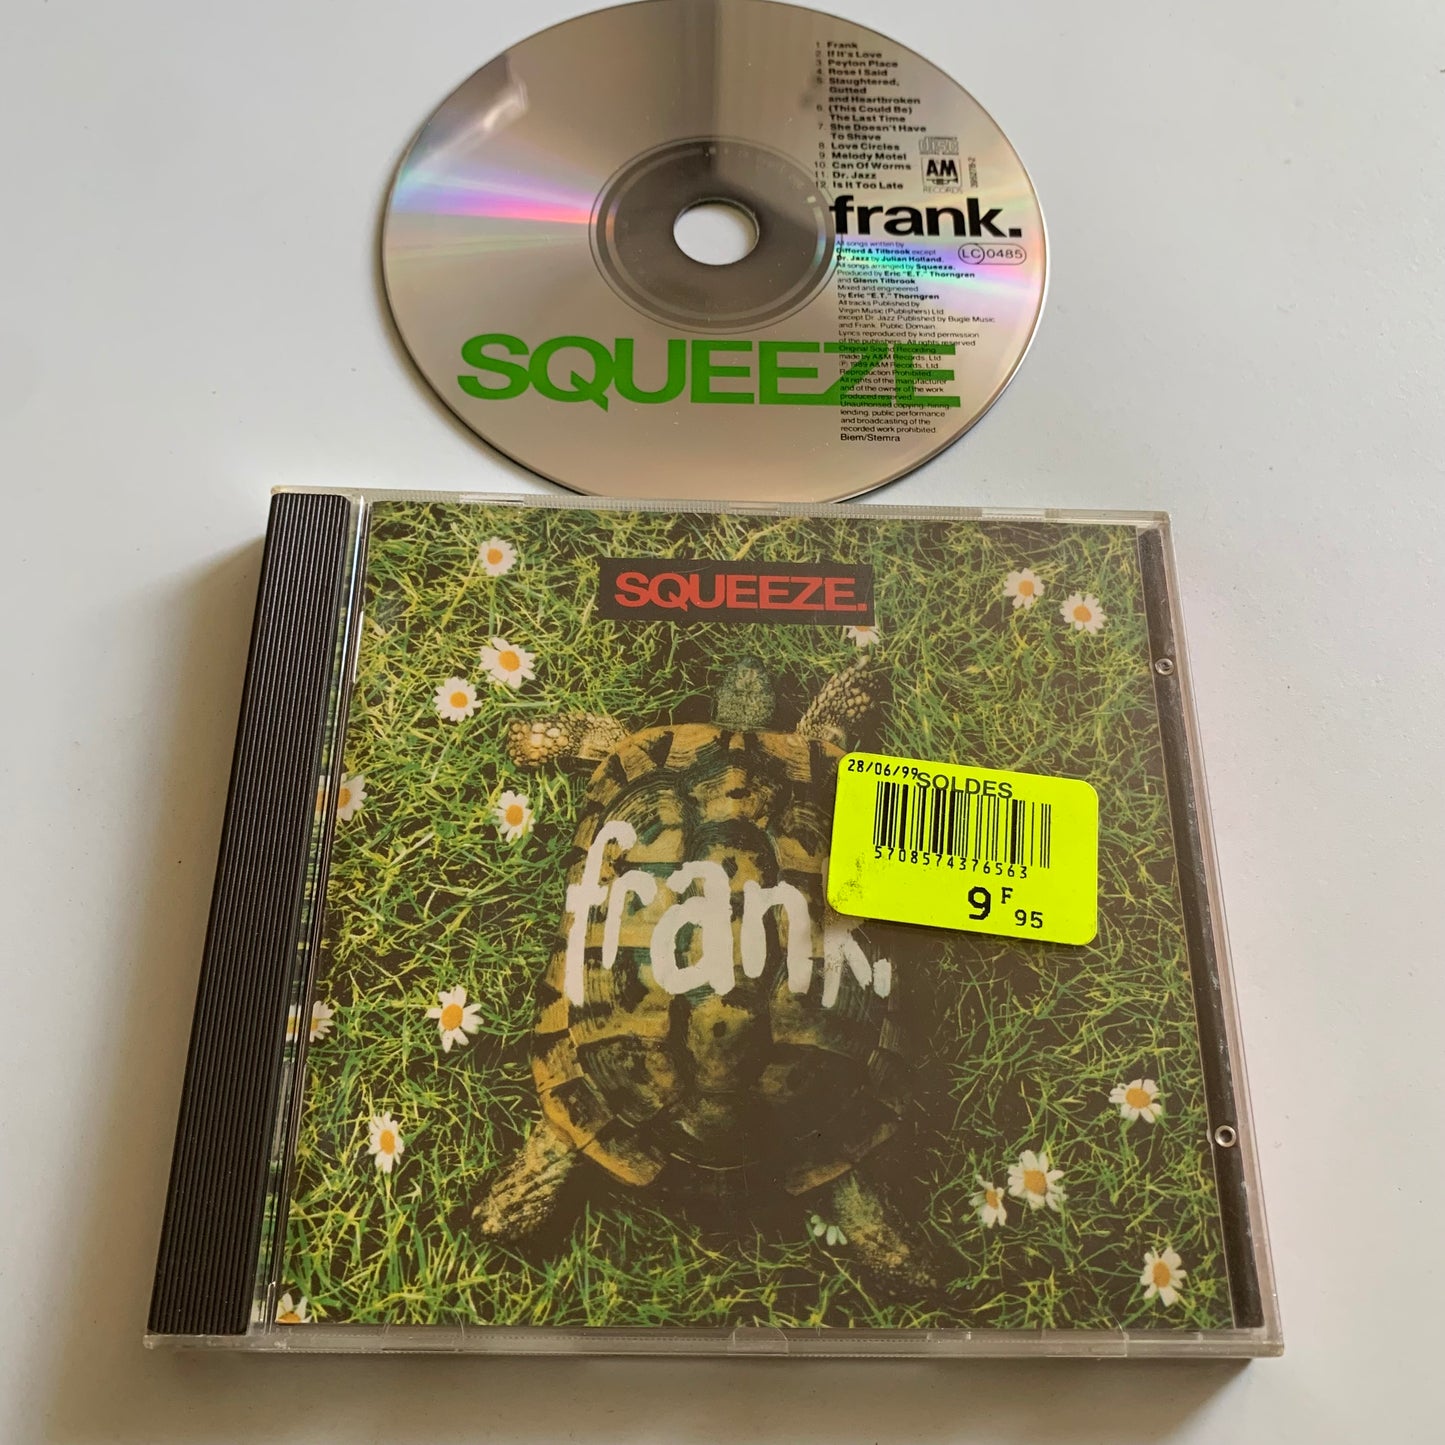 1. Frank
2. If It's Love
3. Peyton Place
4. Rose I Said
5. Slaughtered,
Gutted
and Heartbroken
6. (This Could Be)
The Last Time
7. She Doesn't Have
To Shave
8. Love Circles
9. Melody Motel
10. Can Of Worms
11. Dr. Jazz
12. Is It Too Late
disc
A&M
RECORDS
395278-2
frank.
LC 0485
All songs written by
Difford & Tilbrook except
Dr. Jazz by Julian Holland.
All songs arranged by Squeeze.
Produced by Eric "E.T." Thorngren
and Glenn Tilbrook
Mixed and engineered
by Eric "E.T." Thorngren
All tracks Published by
Virgin Music (Publishers) Ltd.
except Dr. Jazz Published by Bugle Music
and Frank. Public Domain.
Lyrics reproduced by kind permission
of the publishers. All rights reserved
Original Sound Recording
made by A&M Records. Ltd.
℗ 1989 A&M Records. Ltd.
Reproduction Prohibited.
All rights of the manufacturer
and of the owner of the work
produced reserved.
Unauthorised copying, hiring,
lending, public performance
and broadcasting of the
recorded work prohibited.
Biem/Stemra
SQUEEZE
SQUEEZE.
28/06/99
SOLDES
5708574376563
9 F 95
frank.